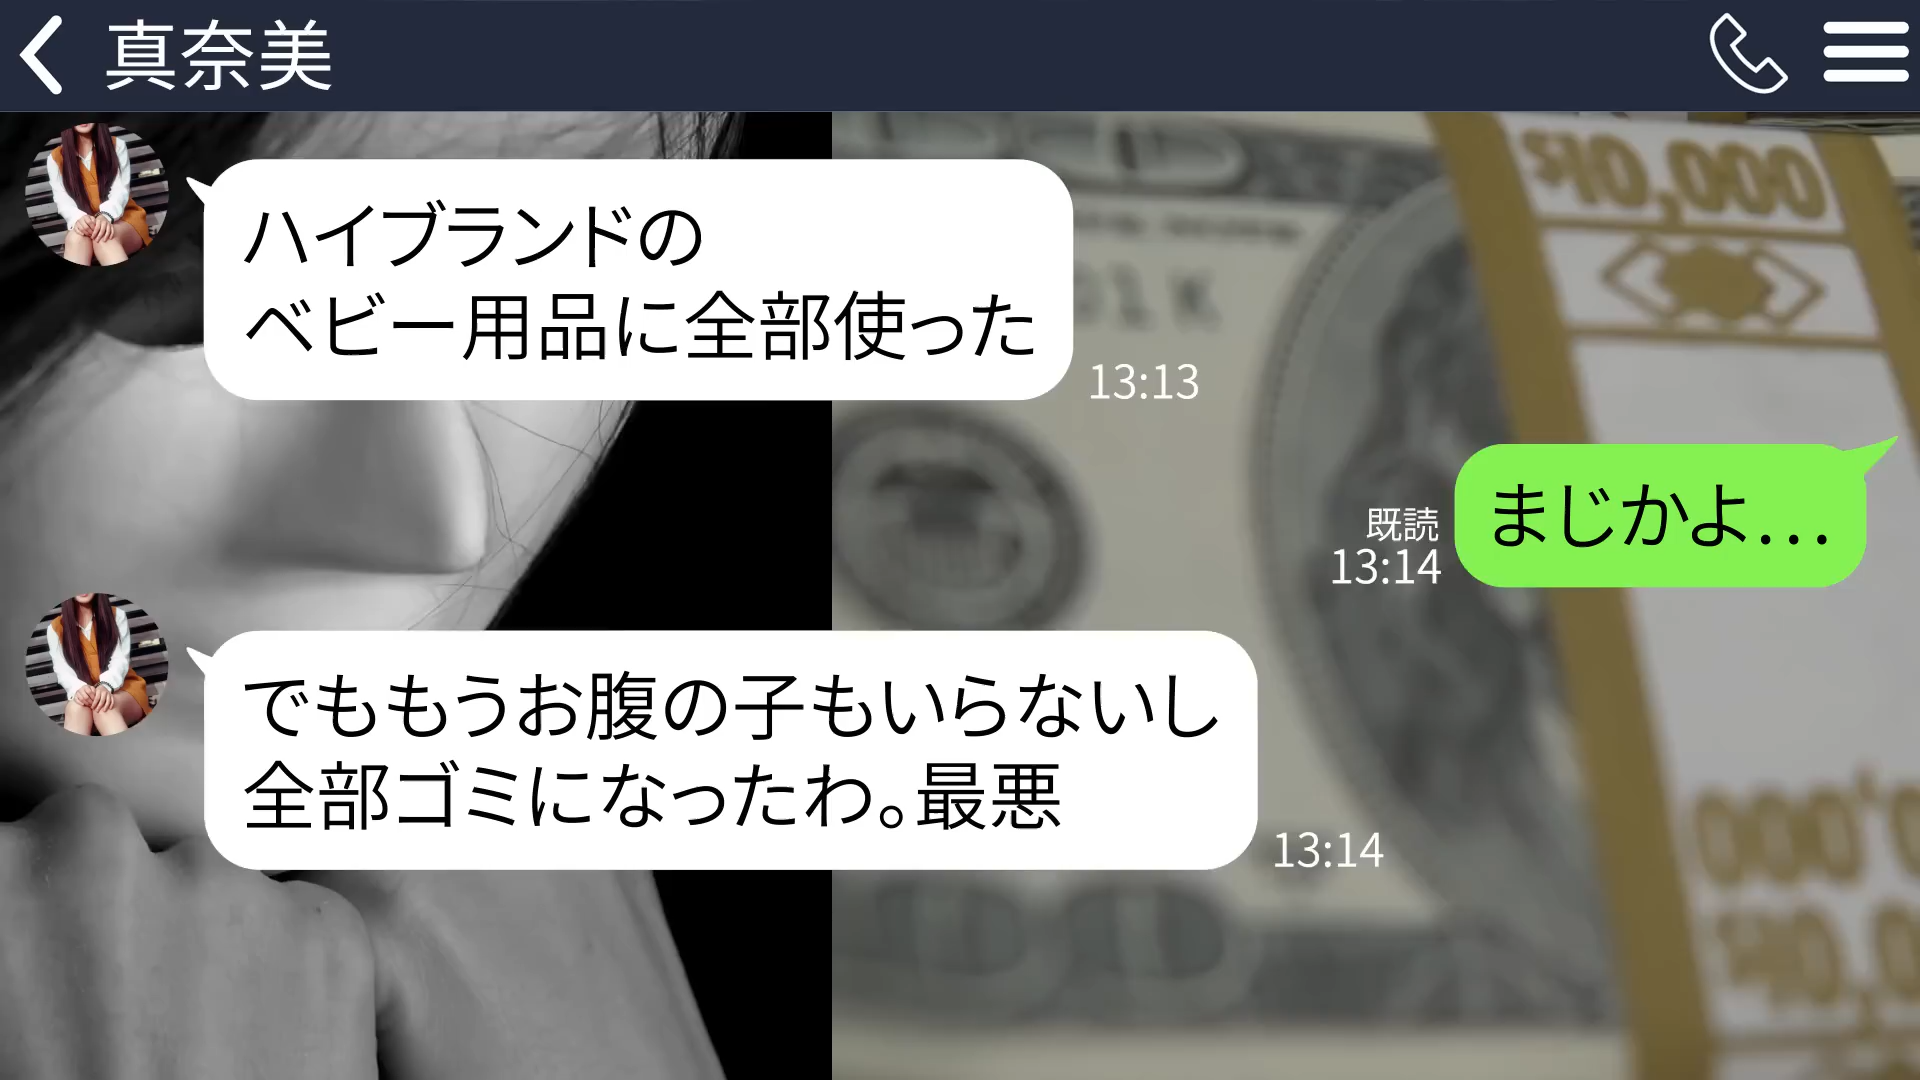 真奈美
$10,000
ハイブランドの
ベビー用品に全部使った
13:13
まじかよ…
既読
13:14
でももうお腹の子もいらないし
全部ゴミになったわ。最悪
13:14